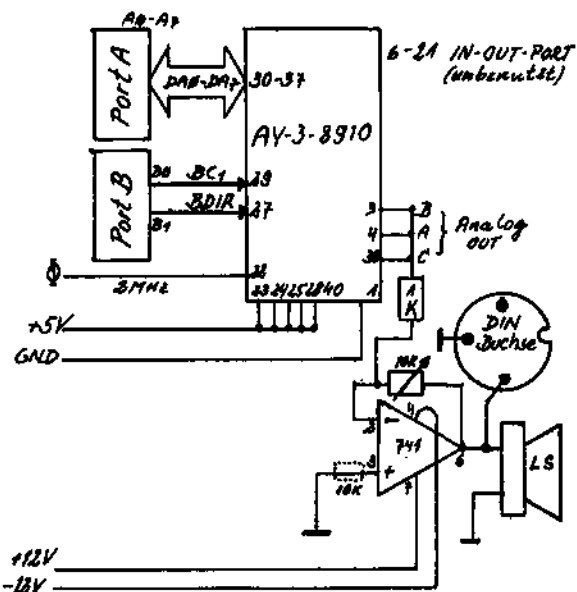 A0-A7
Port A
DA0-DA7
30-37
6-21 IN-OUT-PORT
(unbenutzt)
AY-3-8910
Port B
B0
BC1
29
B1
BDIR
27
3
B
4
A
38
C
Analog
OUT
Φ
2MHz
22
23 24 25 28 40
1
+5V
GND
1
K
10K
DIN
Buchse
2
-
4
741
6
3
+
7
10K
LS
+12V
-12V